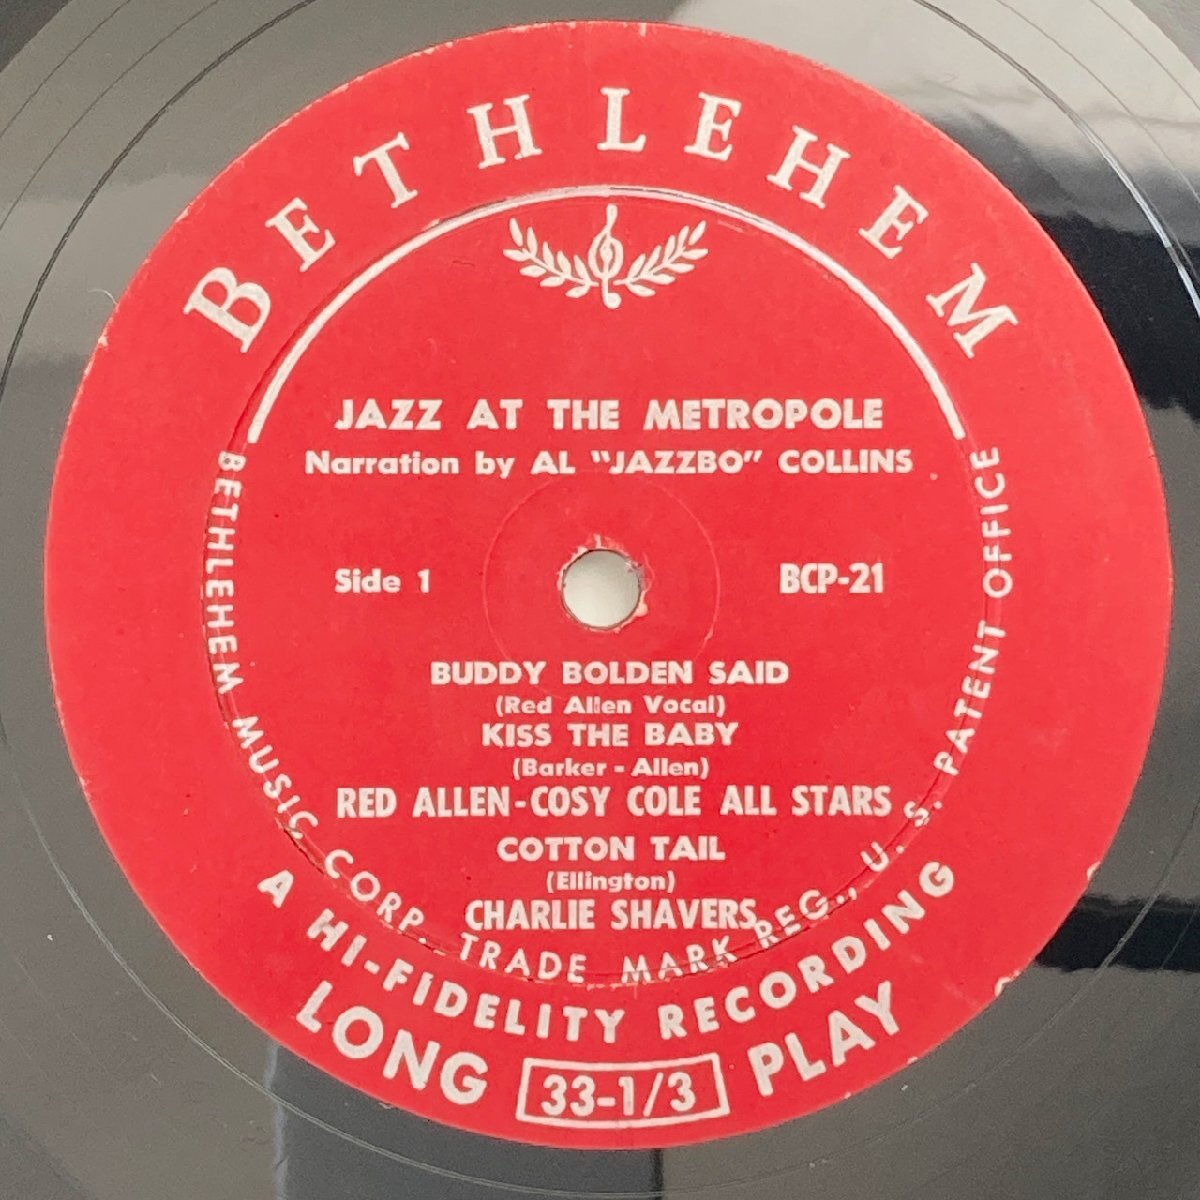 BETHLEHEM
JAZZ AT THE METROPOLE
Narration by AL "JAZZBO" COLLINS
Side 1
BCP-21
BUDDY BOLDEN SAID
(Red Allen Vocal)
KISS THE BABY
(Barker - Allen)
RED ALLEN-COSY COLE ALL STARS
COTTON TAIL
(Ellington)
CHARLIE SHAVERS
BETHLEHEM MUSIC CORP. TRADE MARK REG., U. S. PATENT OFFICE
A HI-FIDELITY RECORDING
LONG 33-1/3 PLAY